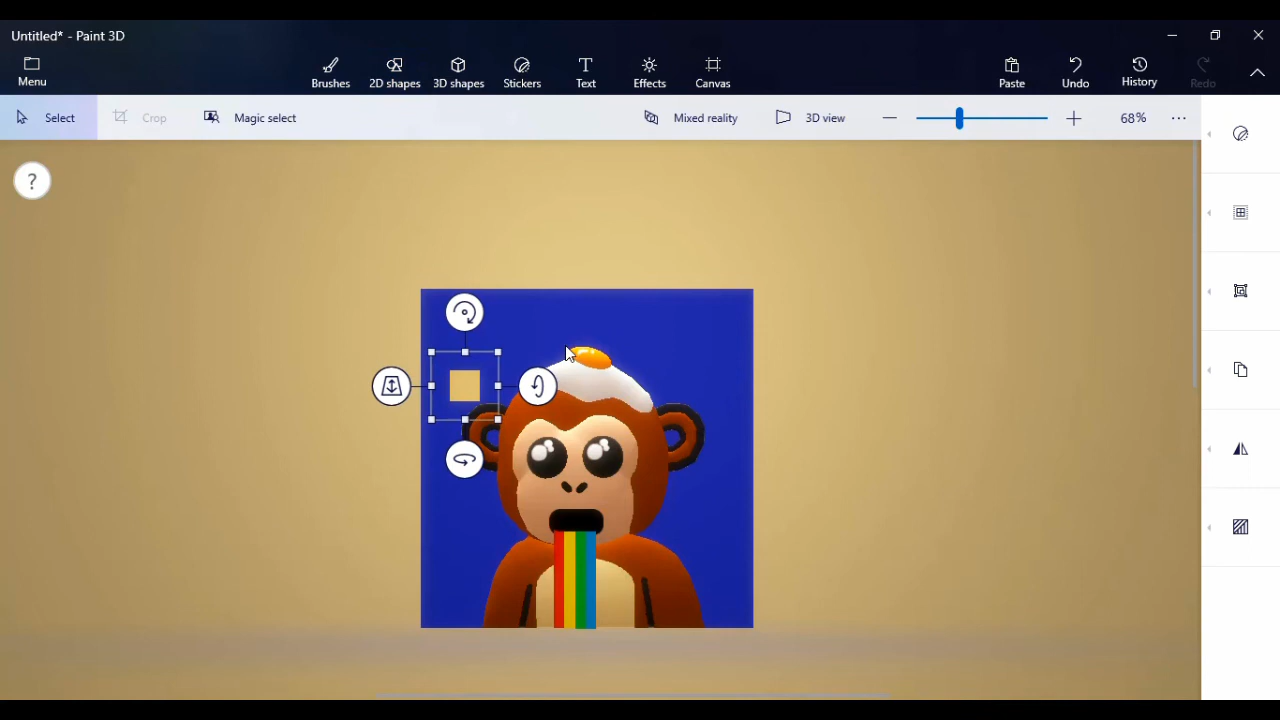 Untitled* - Paint 3D
Menu
Brushes
2D shapes
3D shapes
Stickers
Text
Effects
Canvas
Paste
Undo
History
Redo
Select
Crop
Magic select
Mixed reality
3D view
68%
?